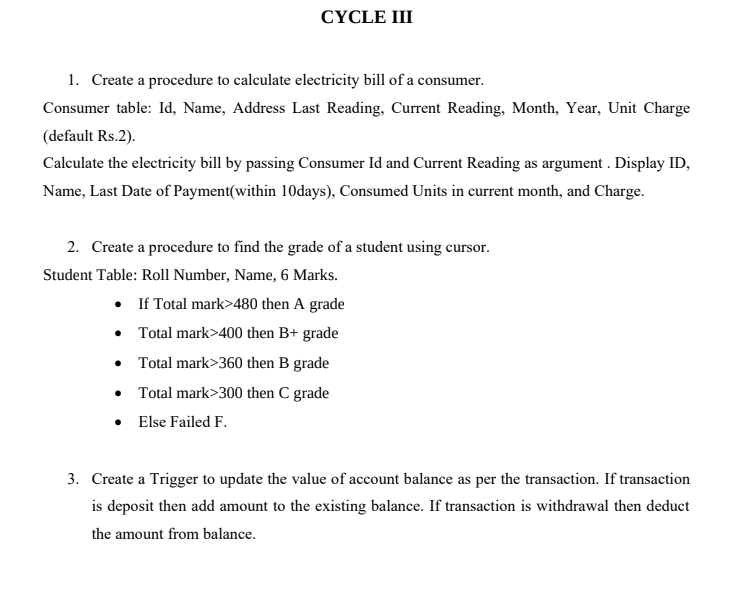 CYCLE III
1. Create a procedure to calculate electricity bill of a consumer.
Consumer table: Id, Name, Address Last Reading, Current Reading, Month, Year, Unit Charge
(default Rs.2).
Calculate the electricity bill by passing Consumer Id and Current Reading as argument . Display ID,
Name, Last Date of Payment(within 10days), Consumed Units in current month, and Charge.
2. Create a procedure to find the grade of a student using cursor.
Student Table: Roll Number, Name, 6 Marks.
• If Total mark>480 then A grade
• Total mark>400 then B+ grade
• Total mark>360 then B grade
• Total mark>300 then C grade
• Else Failed F.
3. Create a Trigger to update the value of account balance as per the transaction. If transaction
is deposit then add amount to the existing balance. If transaction is withdrawal then deduct
the amount from balance.